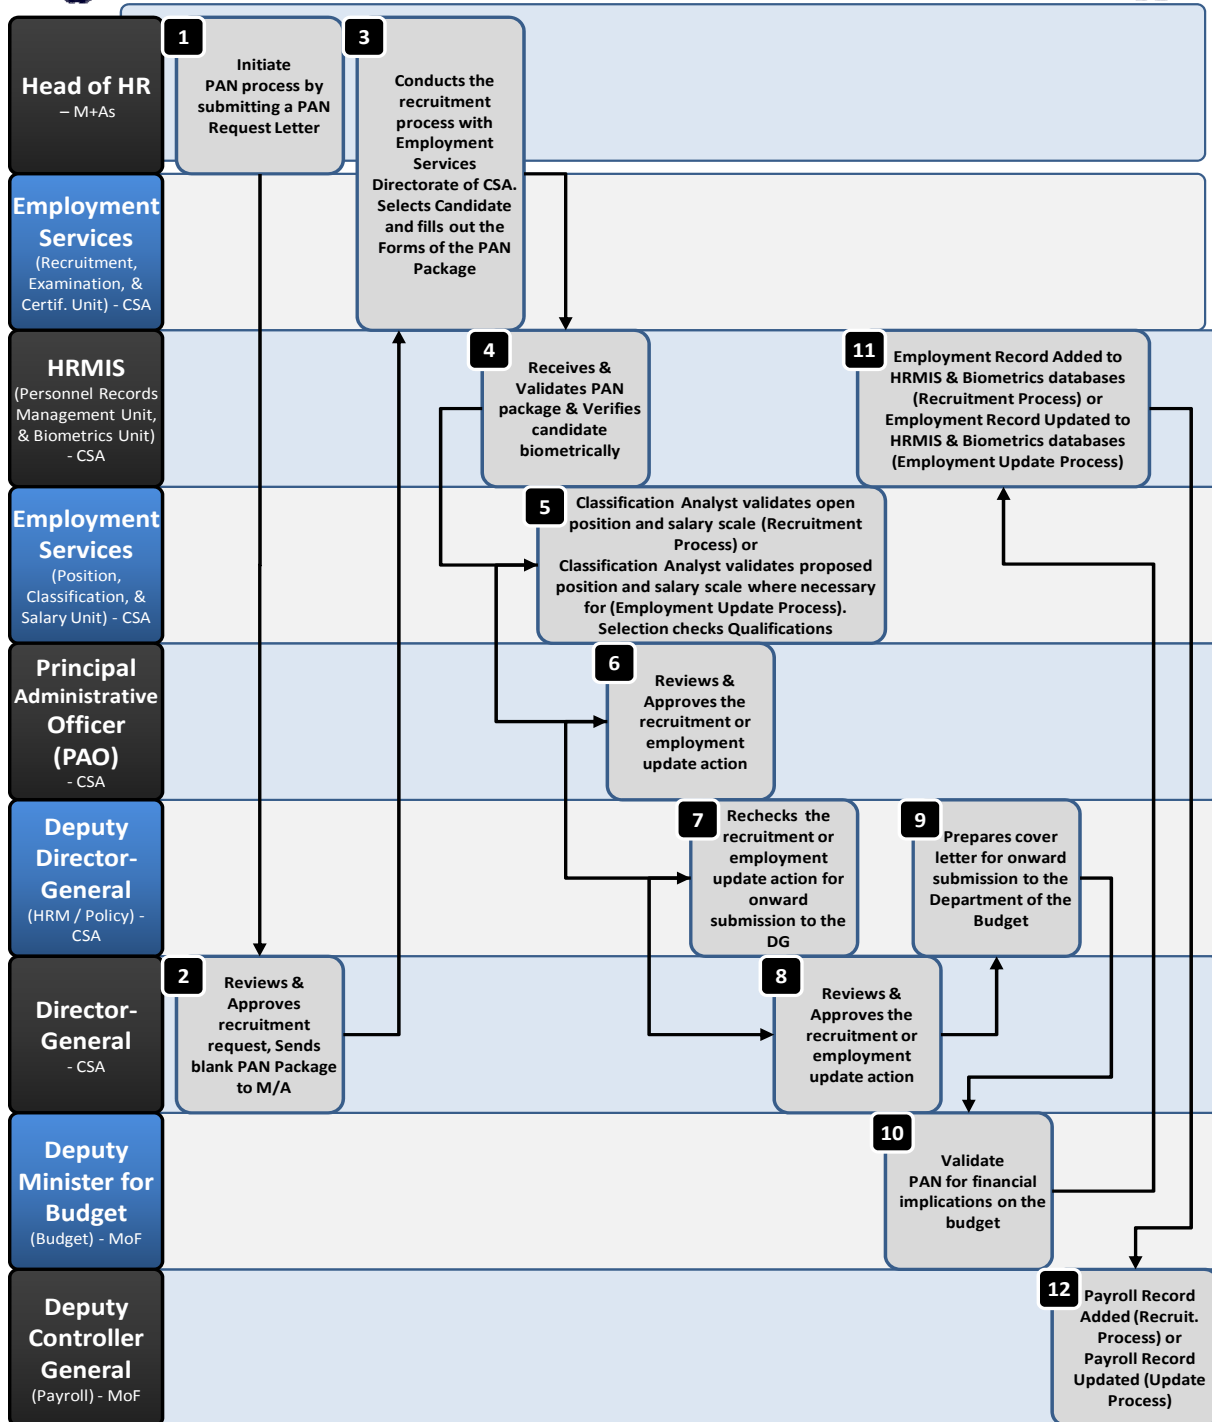 Head of HR
– M+As
1
Initiate
PAN process by
submitting a PAN
Request Letter
3
Conducts the
recruitment
process with
Employment
Services
Directorate of CSA.
Selects Candidate
and fills out the
Forms of the PAN
Package
Employment
Services
(Recruitment,
Examination, &
Certif. Unit) - CSA
HRMIS
(Personnel Records
Management Unit,
& Biometrics Unit)
- CSA
4
Receives &
Validates PAN
package & Verifies
candidate
biometrically
11
Employment Record Added to
HRMIS & Biometrics databases
(Recruitment Process) or
Employment Record Updated to
HRMIS & Biometrics databases
(Employment Update Process)
Employment
Services
(Position,
Classification, &
Salary Unit) - CSA
5
Classification Analyst validates open
position and salary scale (Recruitment
Process) or
Classification Analyst validates proposed
position and salary scale where necessary
for (Employment Update Process).
Selection checks Qualifications
Principal
Administrative
Officer
(PAO)
- CSA
6
Reviews &
Approves the
recruitment or
employment
update action
Deputy
Director-
General
(HRM / Policy) -
CSA
7
Rechecks the
recruitment or
employment
update action for
onward
submission to the
DG
9
Prepares cover
letter for onward
submission to the
Department of the
Budget
Director-
General
- CSA
2
Reviews &
Approves
recruitment
request, Sends
blank PAN Package
to M/A
8
Reviews &
Approves the
recruitment or
employment
update action
Deputy
Minister for
Budget
(Budget) - MoF
10
Validate
PAN for financial
implications on the
budget
Deputy
Controller
General
(Payroll) - MoF
12
Payroll Record
Added (Recruit.
Process) or
Payroll Record
Updated (Update
Process)